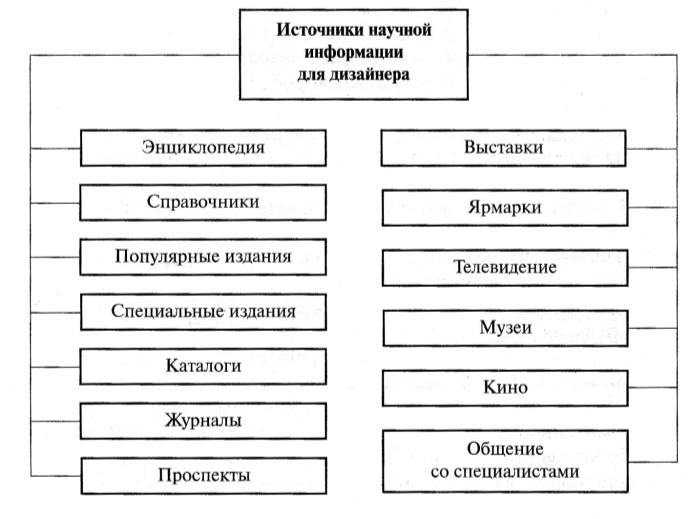 Источники научной
информации
для дизайнера
Энциклопедия
Справочники
Популярные издания
Специальные издания
Каталоги
Журналы
Проспекты
Выставки
Ярмарки
Телевидение
Музеи
Кино
Общение
со специалистами